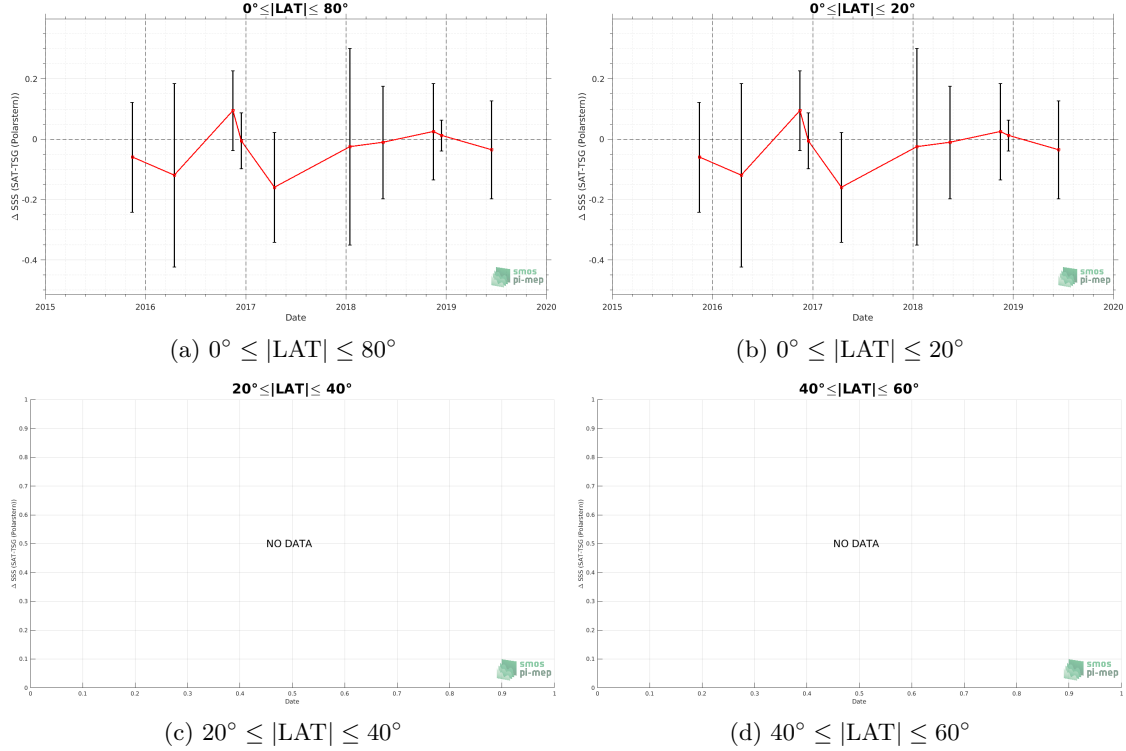 0°≤|LAT|≤ 80°
Δ SSS (SAT-TSG (Polarstern))
0.2
0
-0.2
-0.4
2015 2016 2017 2018 2019 2020
Date
smos
pi-mep
(a) 0° ≤ |LAT| ≤ 80°
0°≤|LAT|≤ 20°
Δ SSS (SAT-TSG (Polarstern))
0.2
0
-0.2
-0.4
2015 2016 2017 2018 2019 2020
Date
smos
pi-mep
(b) 0° ≤ |LAT| ≤ 20°
20°≤|LAT|≤ 40°
Δ SSS (SAT-TSG (Polarstern))
1
0.9
0.8
0.7
0.6
0.5
0.4
0.3
0.2
0.1
0
NO DATA
0 0.1 0.2 0.3 0.4 0.5 0.6 0.7 0.8 0.9 1
Date
smos
pi-mep
(c) 20° ≤ |LAT| ≤ 40°
40°≤|LAT|≤ 60°
Δ SSS (SAT-TSG (Polarstern))
1
0.9
0.8
0.7
0.6
0.5
0.4
0.3
0.2
0.1
0
NO DATA
0 0.1 0.2 0.3 0.4 0.5 0.6 0.7 0.8 0.9 1
Date
smos
pi-mep
(d) 40° ≤ |LAT| ≤ 60°